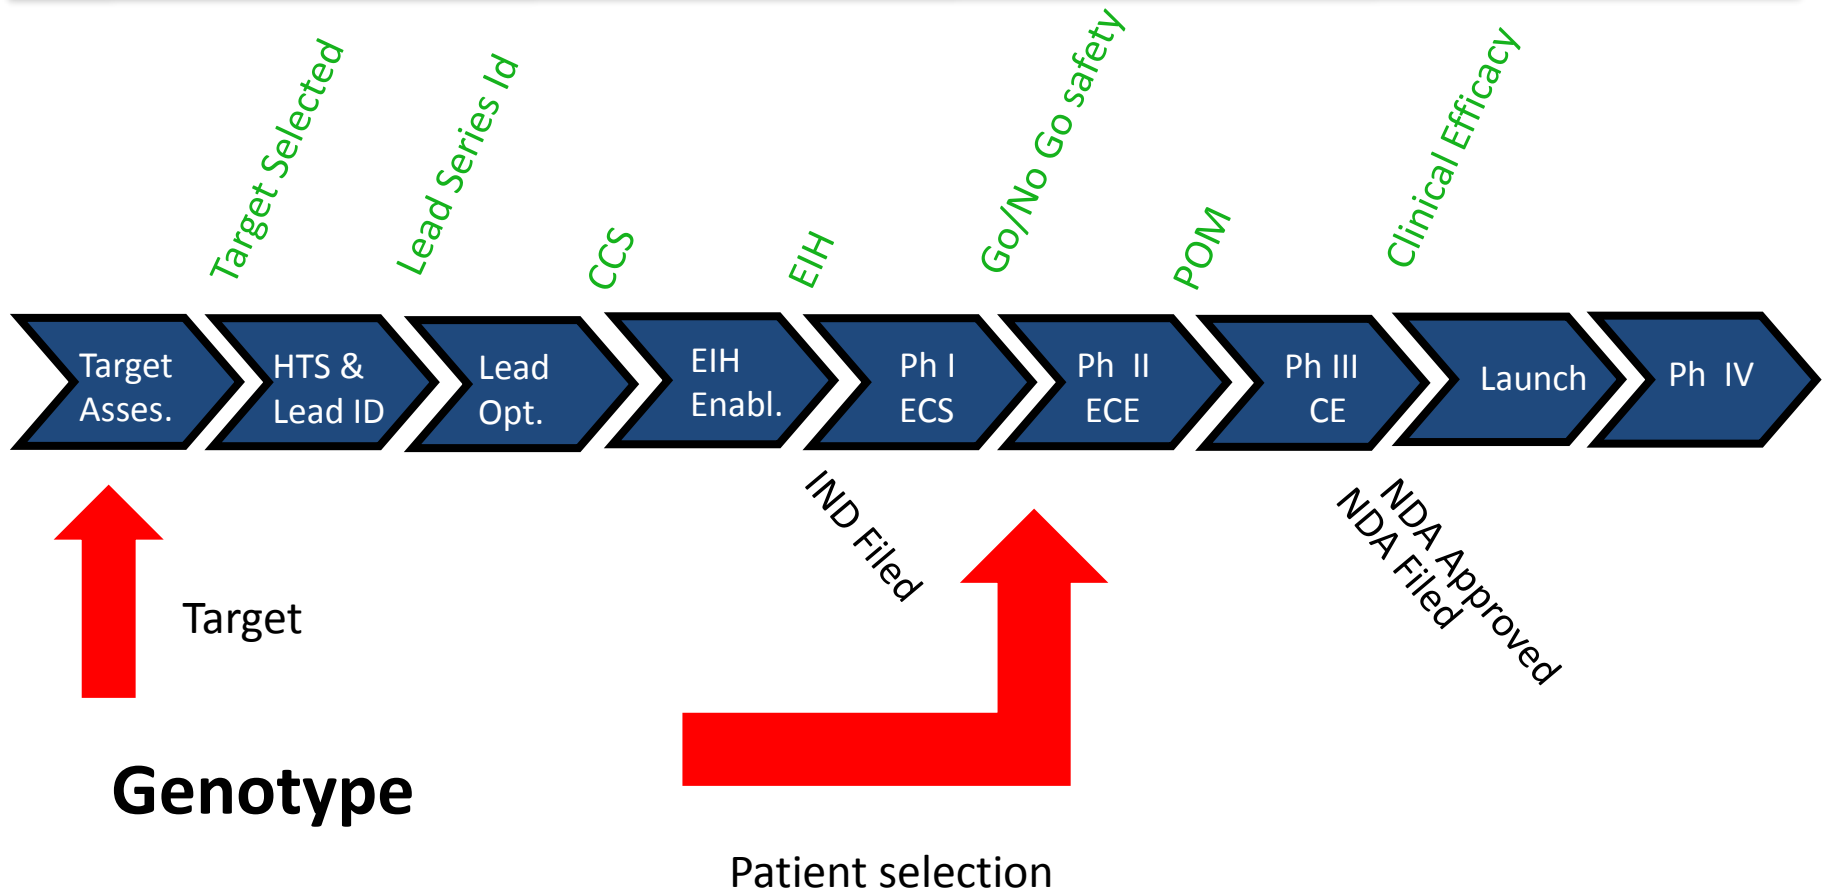 Target Selected
Lead Series Id
CCS
EIH
Go/No Go safety
POM
Clinical Efficacy
Target
Asses.
HTS &
Lead ID
Lead
Opt.
EIH
Enabl.
Ph I
ECS
Ph  II
ECE
Ph III
CE
Launch
Ph  IV
IND Filed
NDA Filed
NDA Approved
Target
Genotype
Patient selection